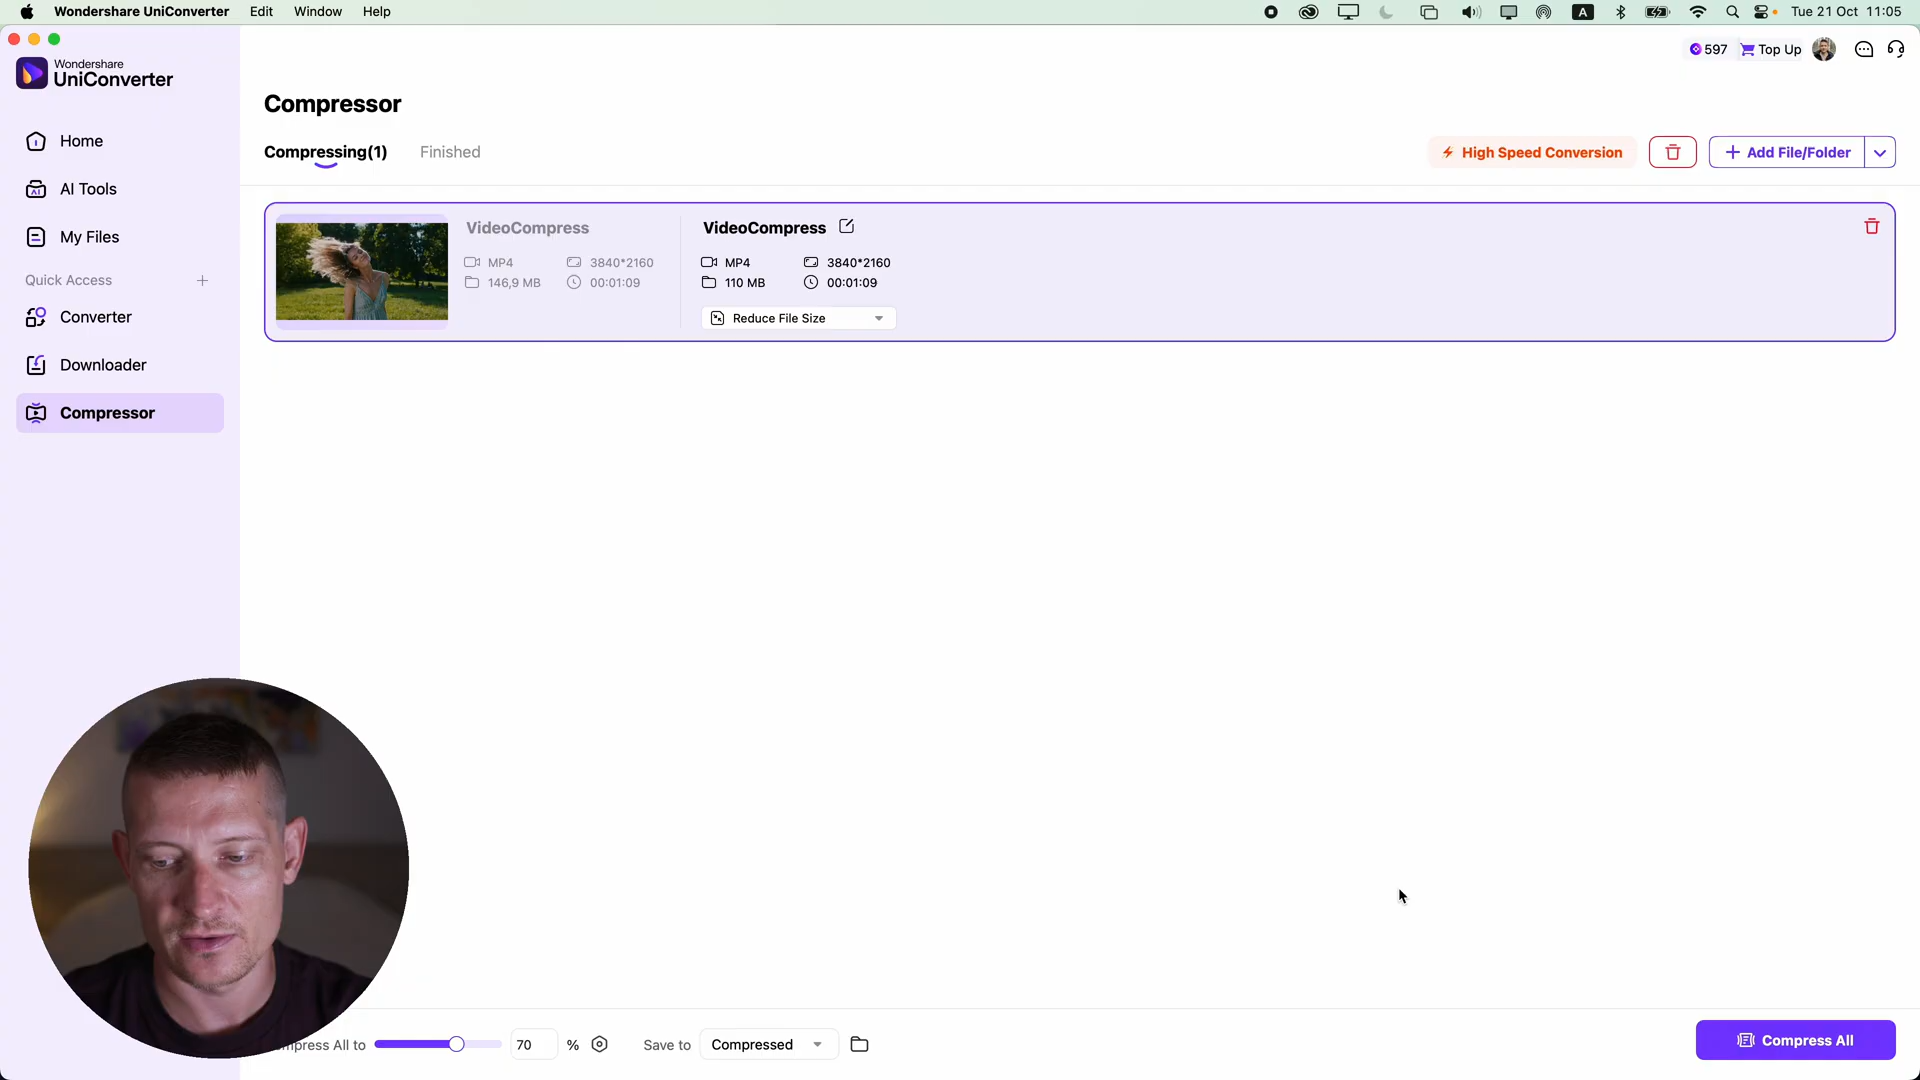 Wondershare UniConverter Edit Window Help
A Tue 21 Oct 11:05
Wondershare
UniConverter
597 Top Up
Home
AI Tools
My Files
Quick Access
Converter
Downloader
Compressor
Compressor
Compressing(1) Finished
High Speed Conversion
Add File/Folder
VideoCompress
MP4 3840*2160
146,9 MB 00:01:09
VideoCompress
MP4 3840*2160
110 MB 00:01:09
Reduce File Size
All to 70 % Save to Compressed
Compress All